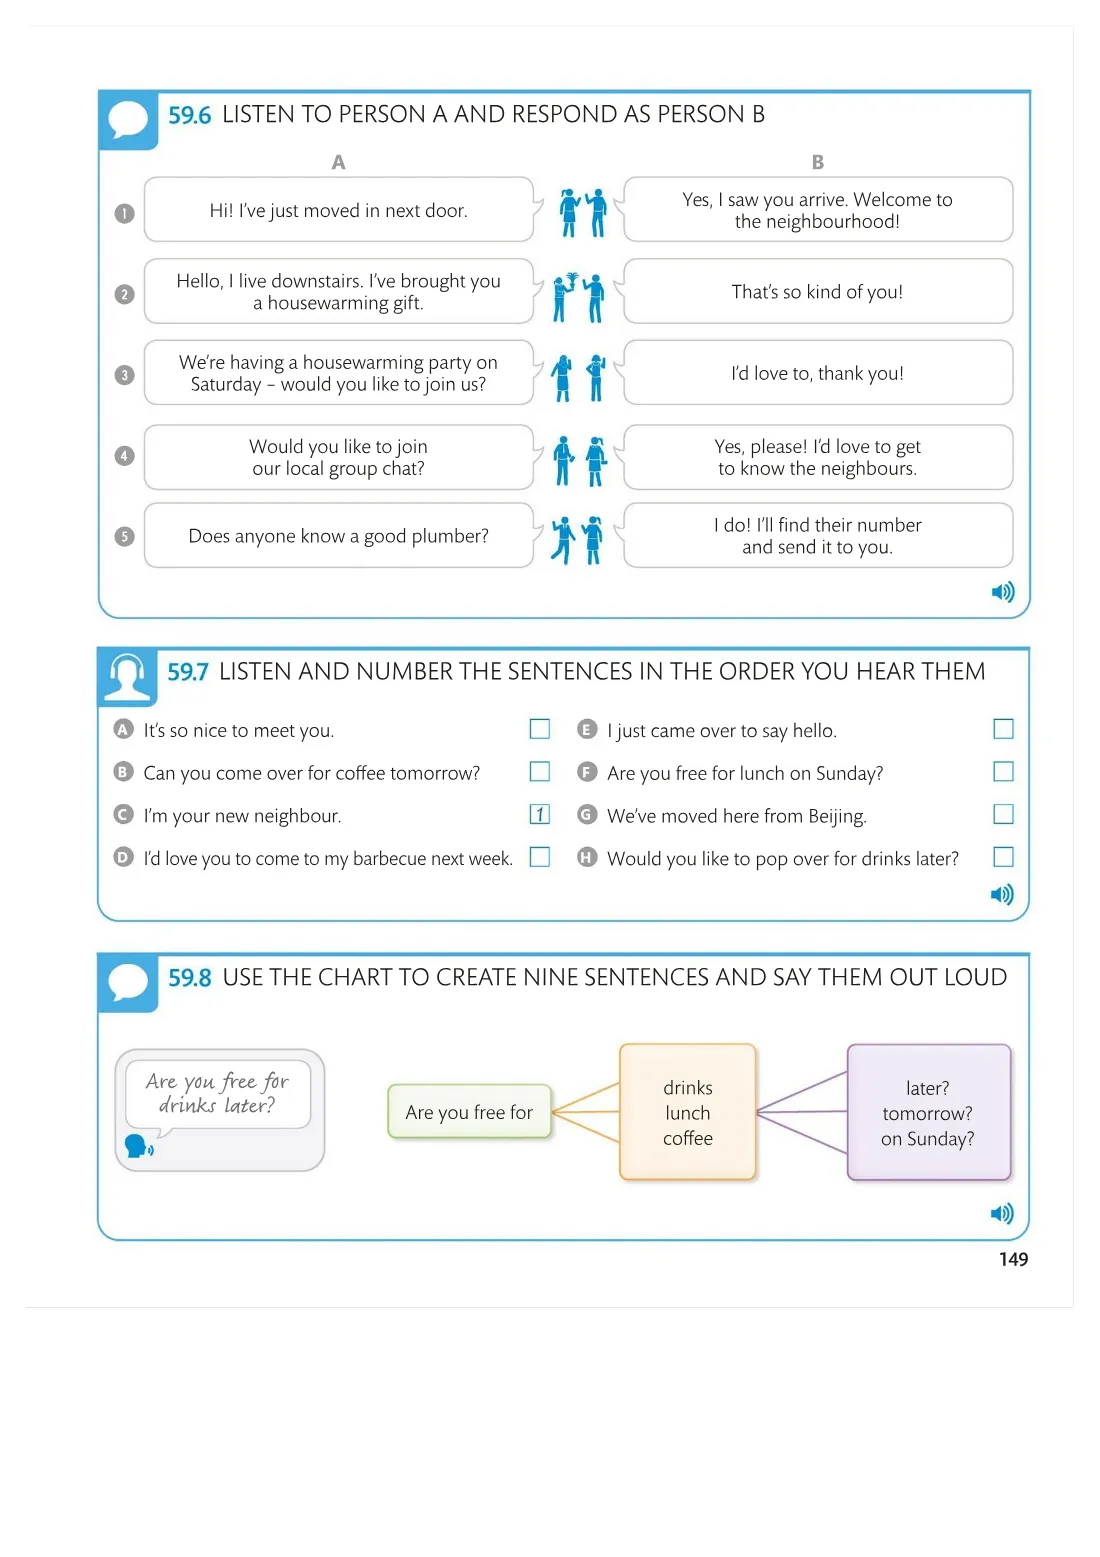 59.6 LISTEN TO PERSON A AND RESPOND AS PERSON B
A
B
1
Hi! I’ve just moved in next door.
Yes, I saw you arrive. Welcome to
the neighbourhood!
2
Hello, I live downstairs. I’ve brought you
a housewarming gift.
That’s so kind of you!
3
We’re having a housewarming party on
Saturday – would you like to join us?
I’d love to, thank you!
4
Would you like to join
our local group chat?
Yes, please! I’d love to get
to know the neighbours.
5
Does anyone know a good plumber?
I do! I’ll find their number
and send it to you.
59.7 LISTEN AND NUMBER THE SENTENCES IN THE ORDER YOU HEAR THEM
A It’s so nice to meet you.
B Can you come over for coffee tomorrow?
C I’m your new neighbour. 1
D I’d love you to come to my barbecue next week.
E I just came over to say hello.
F Are you free for lunch on Sunday?
G We’ve moved here from Beijing.
H Would you like to pop over for drinks later?
59.8 USE THE CHART TO CREATE NINE SENTENCES AND SAY THEM OUT LOUD
Are you free for
drinks later?
Are you free for
drinks
lunch
coffee
later?
tomorrow?
on Sunday?
149